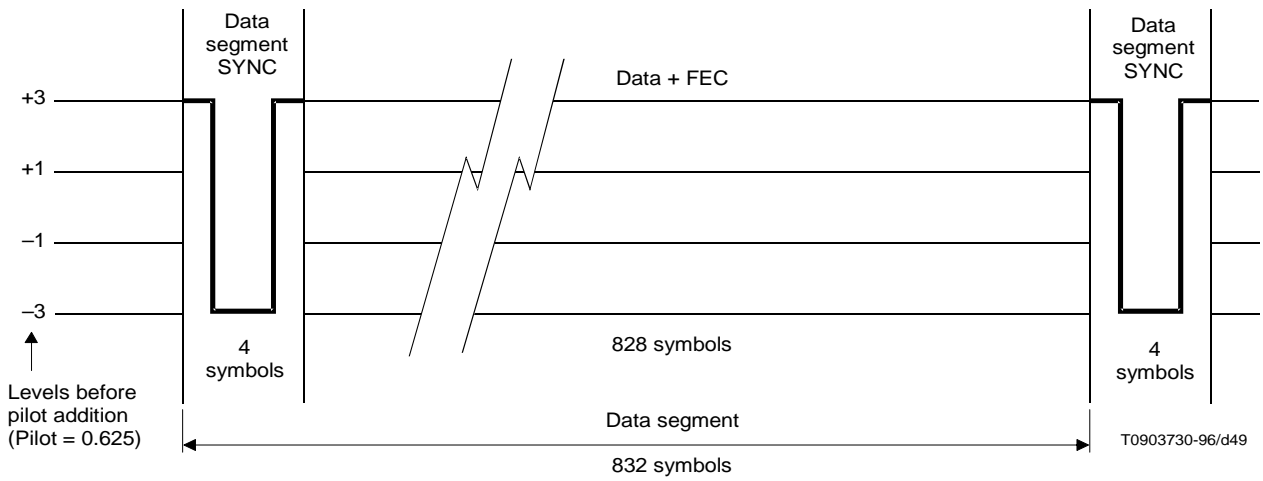 Data
segment
SYNC
Data
segment
SYNC
Data + FEC
+3
+1
–1
–3
4
symbols
828 symbols
4
symbols
Levels before
pilot addition
(Pilot = 0.625)
Data segment
832 symbols
T0903730-96/d49